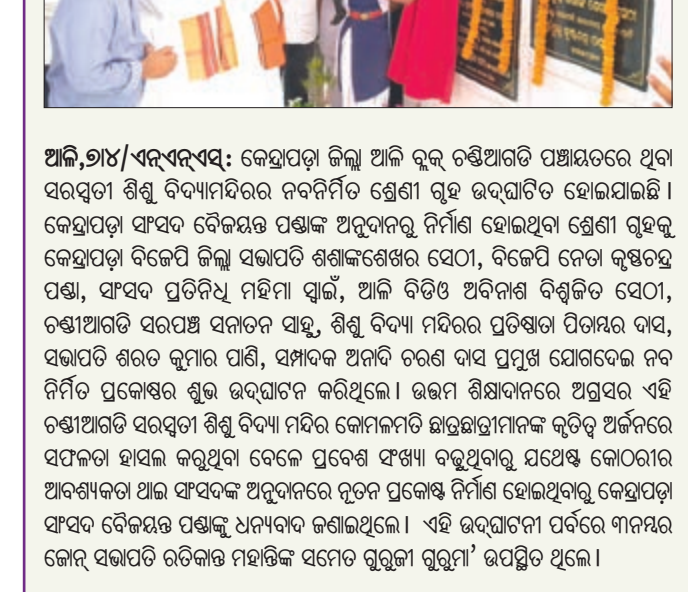 ଆଳି,୭ା୪/ଏନ୍ଏନ୍ଏସ୍: କେନ୍ଦ୍ରାପଡ଼ା ଜିଲ୍ଲା ଆଳି ବ୍ଲକ୍ ଚଣ୍ଡିଆଗଡି ପଞ୍ଚାୟତରେ ଥିବା
ସରସ୍ୱତୀ ଶିଶୁ ବିଦ୍ୟାମନ୍ଦିରର ନବନିର୍ମିତ ଶ୍ରେଣୀ ଗୃହ ଉଦ୍‌ଘାଟିତ ହୋଇଯାଇଛି।
କେନ୍ଦ୍ରାପଡ଼ା ସାଂସଦ ବୈଜୟନ୍ତ ପଣ୍ଡାଙ୍କ ଅନୁଦାନରୁ ନିର୍ମାଣ ହୋଇଥିବା ଶ୍ରେଣୀ ଗୃହକୁ
କେନ୍ଦ୍ରାପଡ଼ା ବିଜେପି ଜିଲ୍ଲା ସଭାପତି ଶଶାଙ୍କଶେଖର ସେଠୀ, ବିଜେପି ନେତା କୃଷ୍ଣଚନ୍ଦ୍ର
ପଣ୍ଡା, ସାଂସଦ ପ୍ରତିନିଧି ମହିମା ସ୍ୱାଇଁ, ଆଳି ବିଡିଓ ଅବିନାଶ ବିଶ୍ୱଜିତ ସେଠୀ,
ଚଣ୍ଡୀଆଗଡି ସରପଞ୍ଚ ସନାତନ ସାହୁ, ଶିଶୁ ବିଦ୍ୟା ମନ୍ଦିରର ପ୍ରତିଷ୍ଠାତା ପିତାମ୍ୱର ଦାସ,
ସଭାପତି ଶରତ କୁମାର ପାଣି, ସମ୍ପାଦକ ଅନାଦି ଚରଣ ଦାସ ପ୍ରମୁଖ ଯୋଗଦେଇ ନବ
ନିର୍ମିତ ପ୍ରକୋଷ୍ଠର ଶୁଭ ଉଦ୍‌ଘାଟନ କରିଥିଲେ। ଉତ୍ତମ ଶିକ୍ଷାଦାନରେ ଅଗ୍ରସର ଏହି
ଚଣ୍ଡୀଆଗଡି ସରସ୍ୱତୀ ଶିଶୁ ବିଦ୍ୟା ମନ୍ଦିର କୋମଳମତି ଛାତ୍ରଛାତ୍ରୀମାନଙ୍କ କୃତିତ୍ୱ ଅର୍ଜନରେ
ସଫଳତା ହାସଲ କରୁଥିବା ବେଳେ ପ୍ରବେଶ ସଂଖ୍ୟା ବଢୁଥିବାରୁ ଯଥେଷ୍ଟ କୋଠରୀର
ଆବଶ୍ୟକତା ଥାଇ ସାଂସଦଙ୍କ ଅନୁଦାନରେ ନୂତନ ପ୍ରକୋଷ୍ଟ ନିର୍ମାଣ ହୋଇଥିବାରୁ କେନ୍ଦ୍ରାପଡ଼ା
ସାଂସଦ ବୈଜୟନ୍ତ ପଣ୍ଡାଙ୍କୁ ଧନ୍ୟବାଦ ଜଣାଇଥିଲେ। ଏହି ଉଦ୍‌ଘାଟନୀ ପର୍ବରେ ୩ନମ୍ୱର
ଜୋନ୍ ସଭାପତି ରତିକାନ୍ତ ମହାନ୍ତିଙ୍କ ସମେତ ଗୁରୁଜୀ ଗୁରୁମା' ଉପସ୍ଥିତ ଥିଲେ।